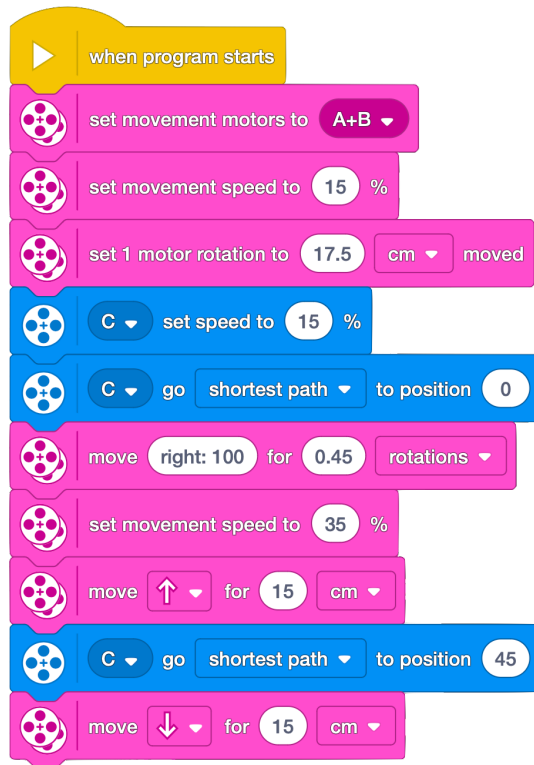 when program starts
set movement motors to A+B
set movement speed to 15 %
set 1 motor rotation to 17.5 cm moved
C set speed to 15 %
C go shortest path to position 0
move right: 100 for 0.45 rotations
set movement speed to 35 %
move for 15 cm
C go shortest path to position 45
move for 15 cm